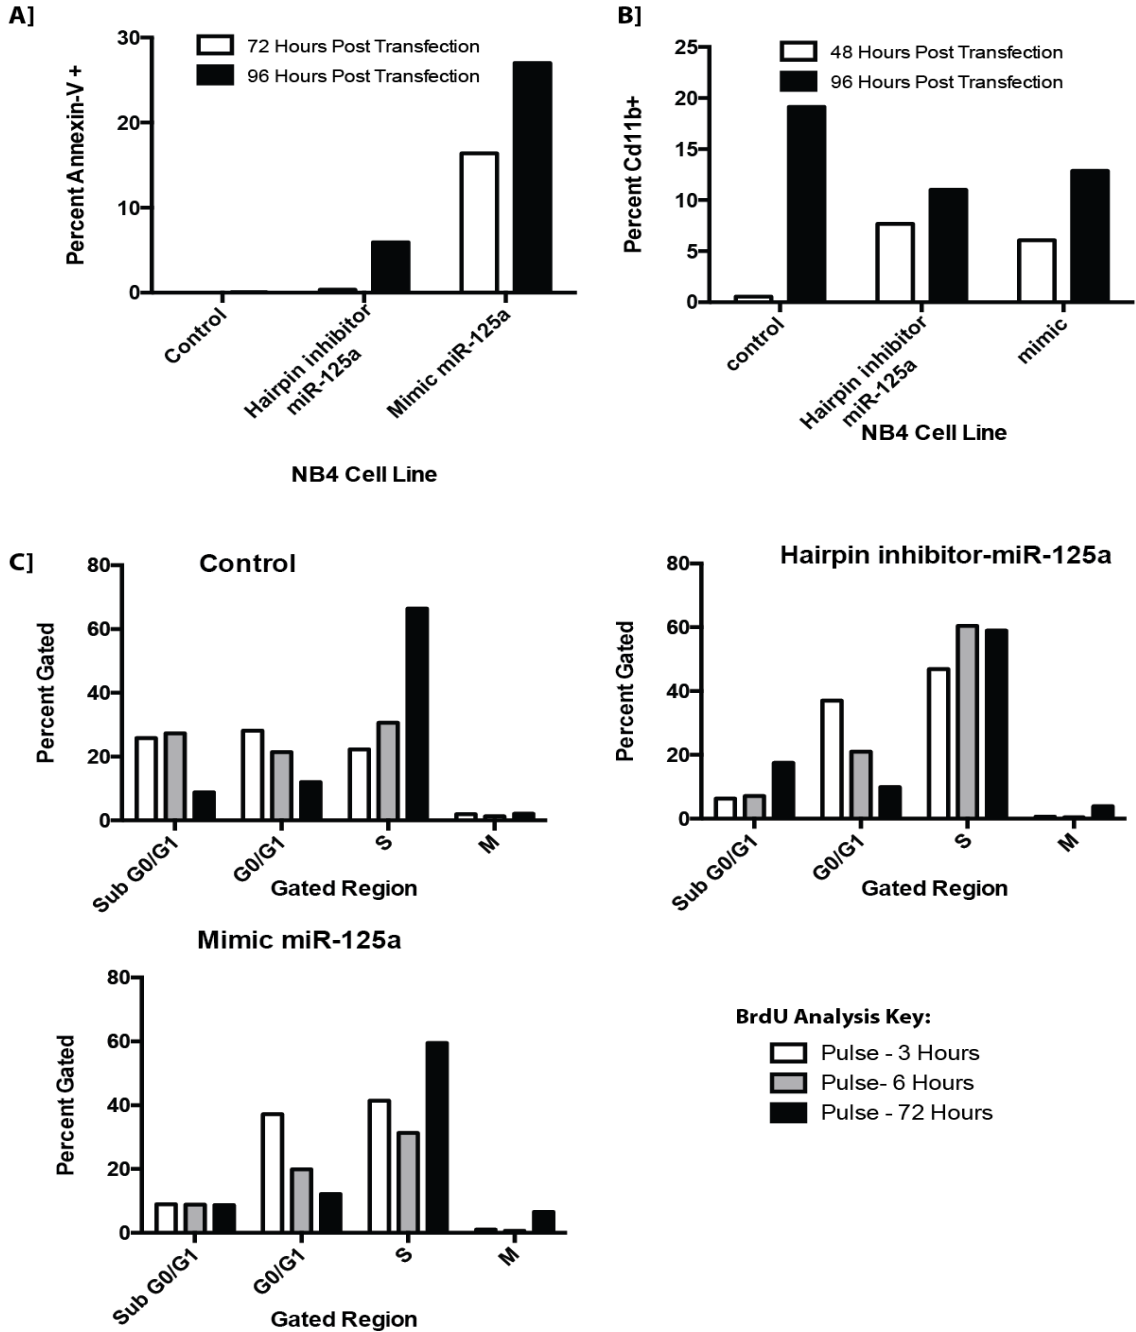 A]
30
20
10
0
Percent Annexin-V +
72 Hours Post Transfection
96 Hours Post Transfection
Control
Hairpin inhibitor
miR-125a
Mimic miR-125a
NB4 Cell Line
B]
25
20
15
10
5
0
Percent Cd11b+
48 Hours Post Transfection
96 Hours Post Transfection
control
Hairpin inhibitor
miR-125a
mimic
NB4 Cell Line
C]
Control
80
60
40
20
0
Percent Gated
Sub G0/G1
G0/G1
S
M
Gated Region
Hairpin inhibitor-miR-125a
80
60
40
20
0
Percent Gated
Sub G0/G1
G0/G1
S
M
Gated Region
Mimic miR-125a
80
60
40
20
0
Percent Gated
Sub G0/G1
G0/G1
S
M
Gated Region
BrdU Analysis Key:
Pulse - 3 Hours
Pulse- 6 Hours
Pulse - 72 Hours